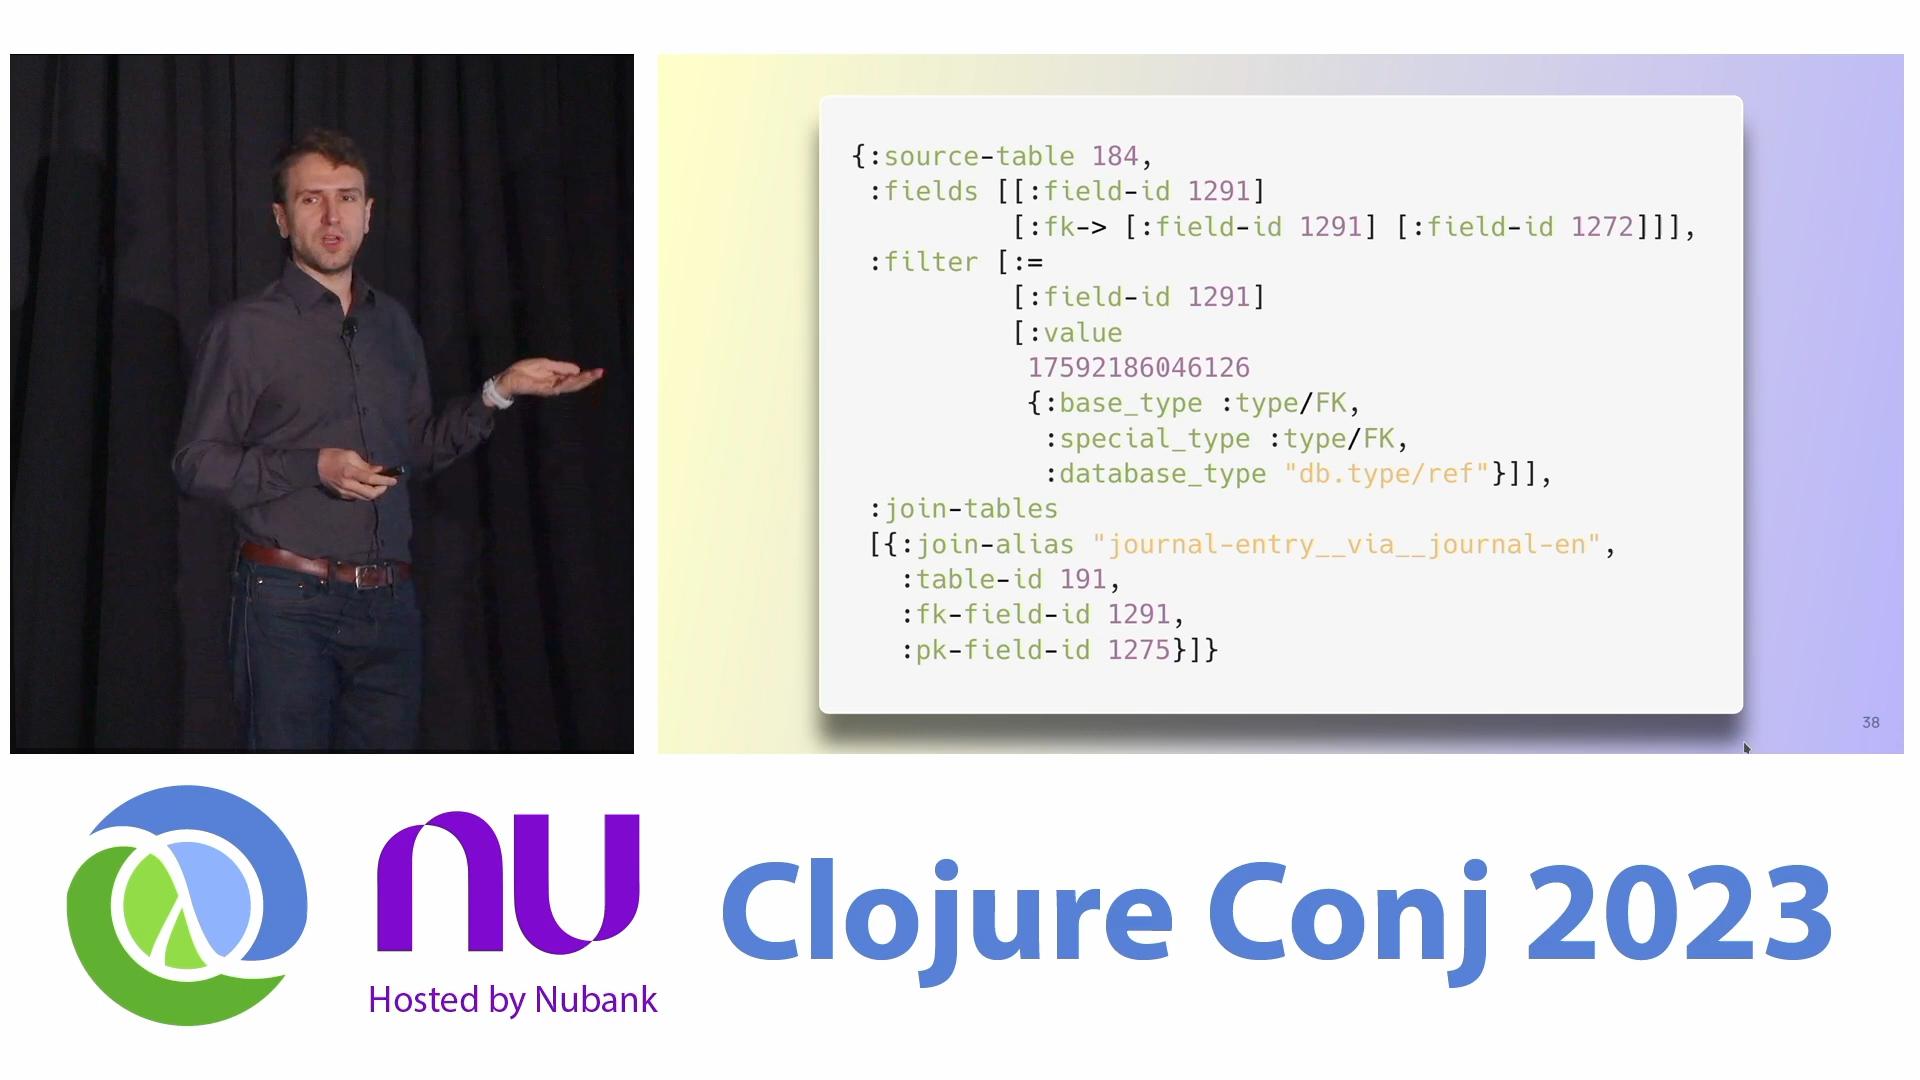 {:source-table 184,
:fields [[:field-id 1291]
[:fk-> [:field-id 1291] [:field-id 1272]]],
:filter [:=
[:field-id 1291]
[:value
17592186046126
{:base_type :type/FK,
:special_type :type/FK,
:database_type "db.type/ref"}]],
:join-tables
[{:join-alias "journal-entry__via__journal-en",
:table-id 191,
:fk-field-id 1291,
:pk-field-id 1275}]}
38
nu
Hosted by Nubank
Clojure Conj 2023